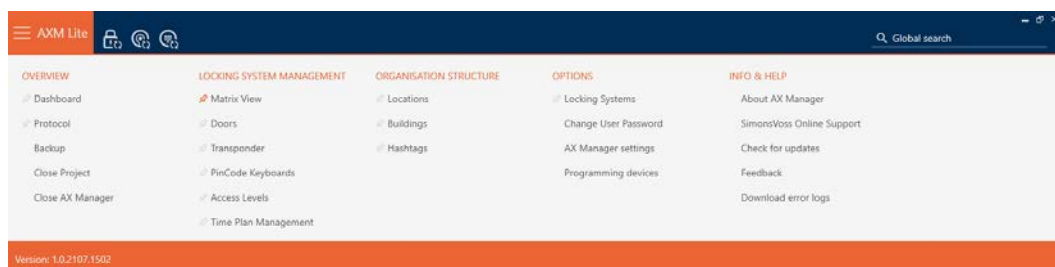 AXM Lite
Global search
OVERVIEW
Dashboard
Protocol
Backup
Close Project
Close AX Manager
LOCKING SYSTEM MANAGEMENT
Matrix View
Doors
Transponder
PinCode Keyboards
Access Levels
Time Plan Management
ORGANISATION STRUCTURE
Locations
Buildings
Hashtags
OPTIONS
Locking Systems
Change User Password
AX Manager settings
Programming devices
INFO & HELP
About AX Manager
SimonsVoss Online Support
Check for updates
Feedback
Download error logs
Version: 1.0.2107.1502